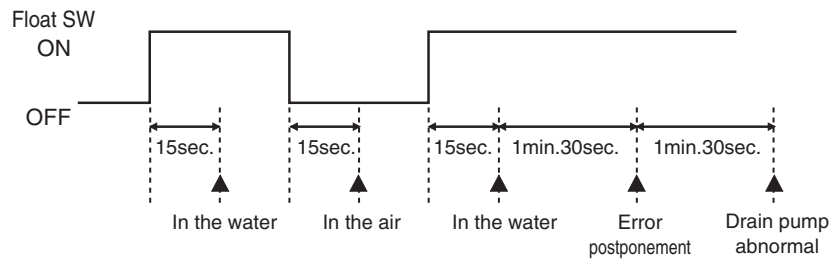 Float SW
ON
OFF
15sec. 15sec. 15sec. 1min.30sec. 1min.30sec.
In the water In the air In the water Error postponement Drain pump abnormal